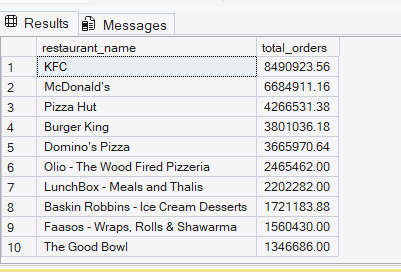 Results Messages
restaurant_name total_orders
1 KFC 8490923.56
2 McDonald's 6684911.16
3 Pizza Hut 4266531.38
4 Burger King 3801036.18
5 Domino's Pizza 3665970.64
6 Olio - The Wood Fired Pizzeria 2465462.00
7 LunchBox - Meals and Thalis 2202282.00
8 Baskin Robbins - Ice Cream Desserts 1721183.88
9 Faasos - Wraps, Rolls & Shawarma 1560430.00
10 The Good Bowl 1346686.00